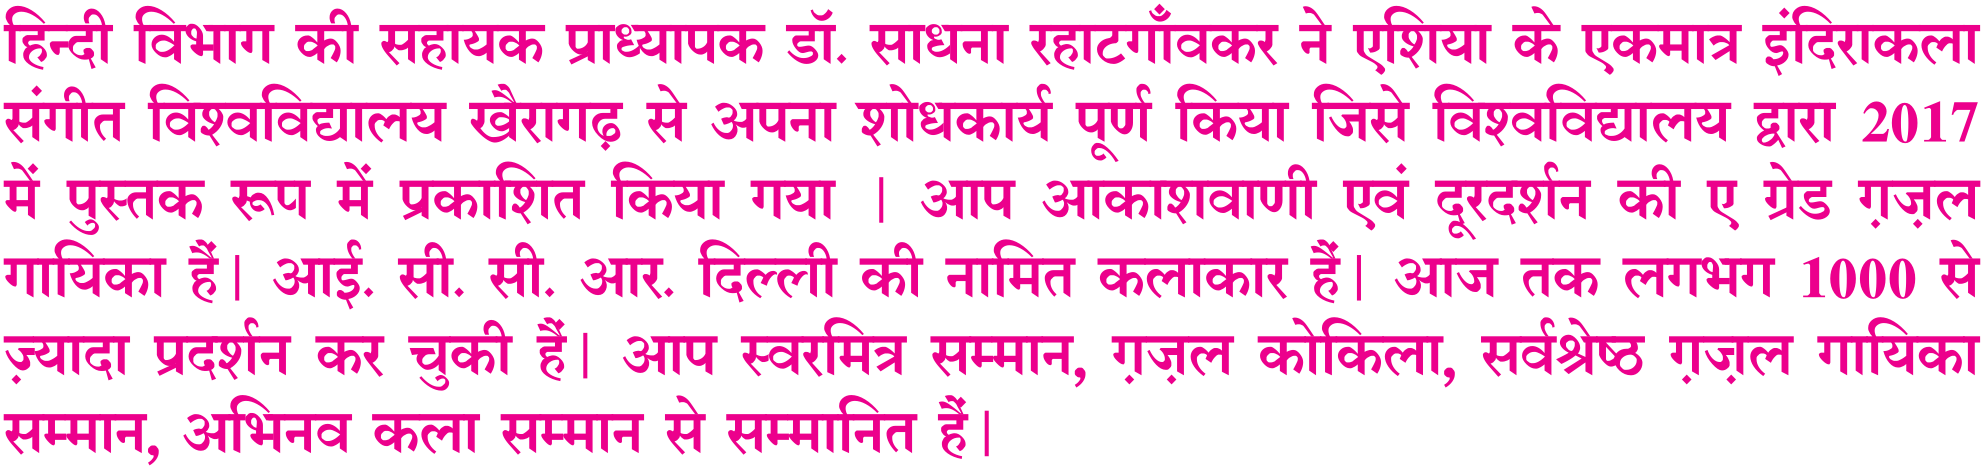 हिन्दी विभाग की सहायक प्राध्यापक डॉ. साधना रहाटगाँवकर ने एशिया के एकमात्र इंदिराकला
संगीत विश्वविद्यालय खैरागढ़ से अपना शोधकार्य पूर्ण किया जिसे विश्वविद्यालय द्वारा 2017
में पुस्तक रूप में प्रकाशित किया गया । आप आकाशवाणी एवं दूरदर्शन की ए ग्रेड ग़ज़ल
गायिका हैं। आई. सी. सी. आर. दिल्ली की नामित कलाकार हैं। आज तक लगभग 1000 से
ज़्यादा प्रदर्शन कर चुकी हैं। आप स्वरमित्र सम्मान, ग़ज़ल कोकिला, सर्वश्रेष्ठ ग़ज़ल गायिका
सम्मान, अभिनव कला सम्मान से सम्मानित हैं।